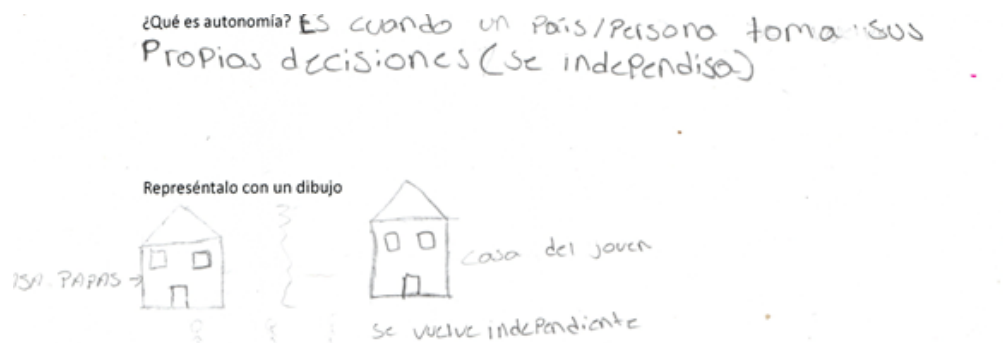 ¿Qué es autonomía? ES cuando un País/Persona toma sus
Propias decisiones (se independisa)
Represéntalo con un dibujo
PAPAS
casa del joven
se vuelve independiente